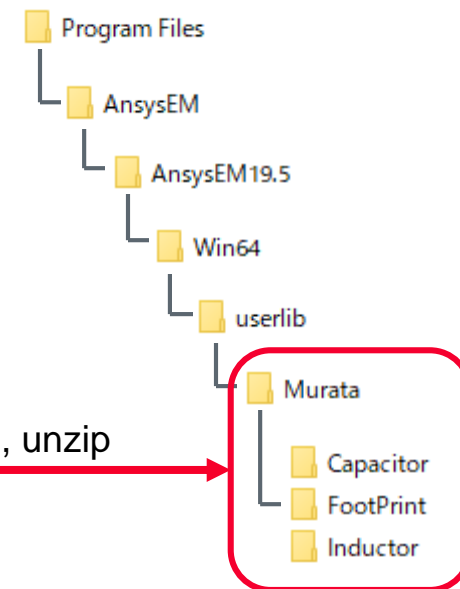 Program Files
AnsysEM
AnsysEM19.5
Win64
userlib
Murata
, unzip
Capacitor
FootPrint
Inductor